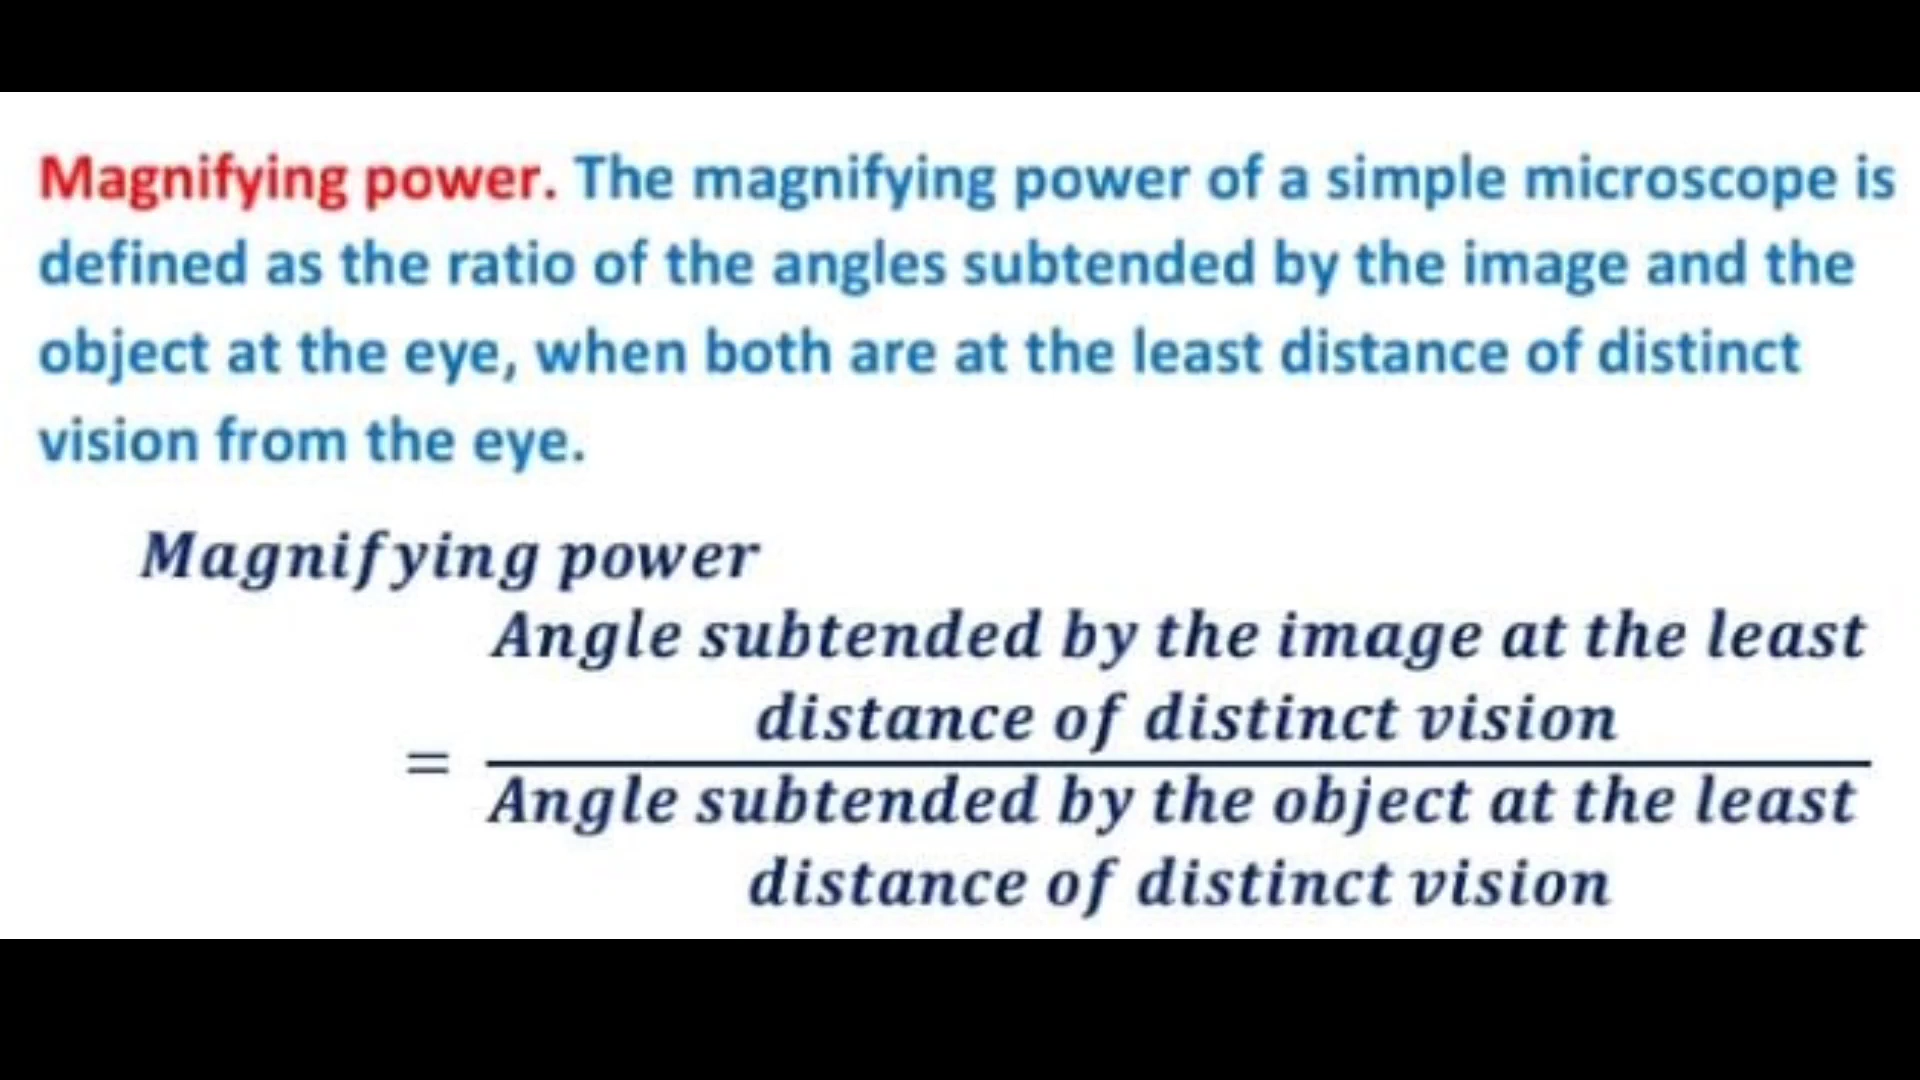 Magnifying power. The magnifying power of a simple microscope is
defined as the ratio of the angles subtended by the image and the
object at the eye, when both are at the least distance of distinct
vision from the eye.
Magnifying power
Angle subtended by the image at the least
distance of distinct vision
=
Angle subtended by the object at the least
distance of distinct vision